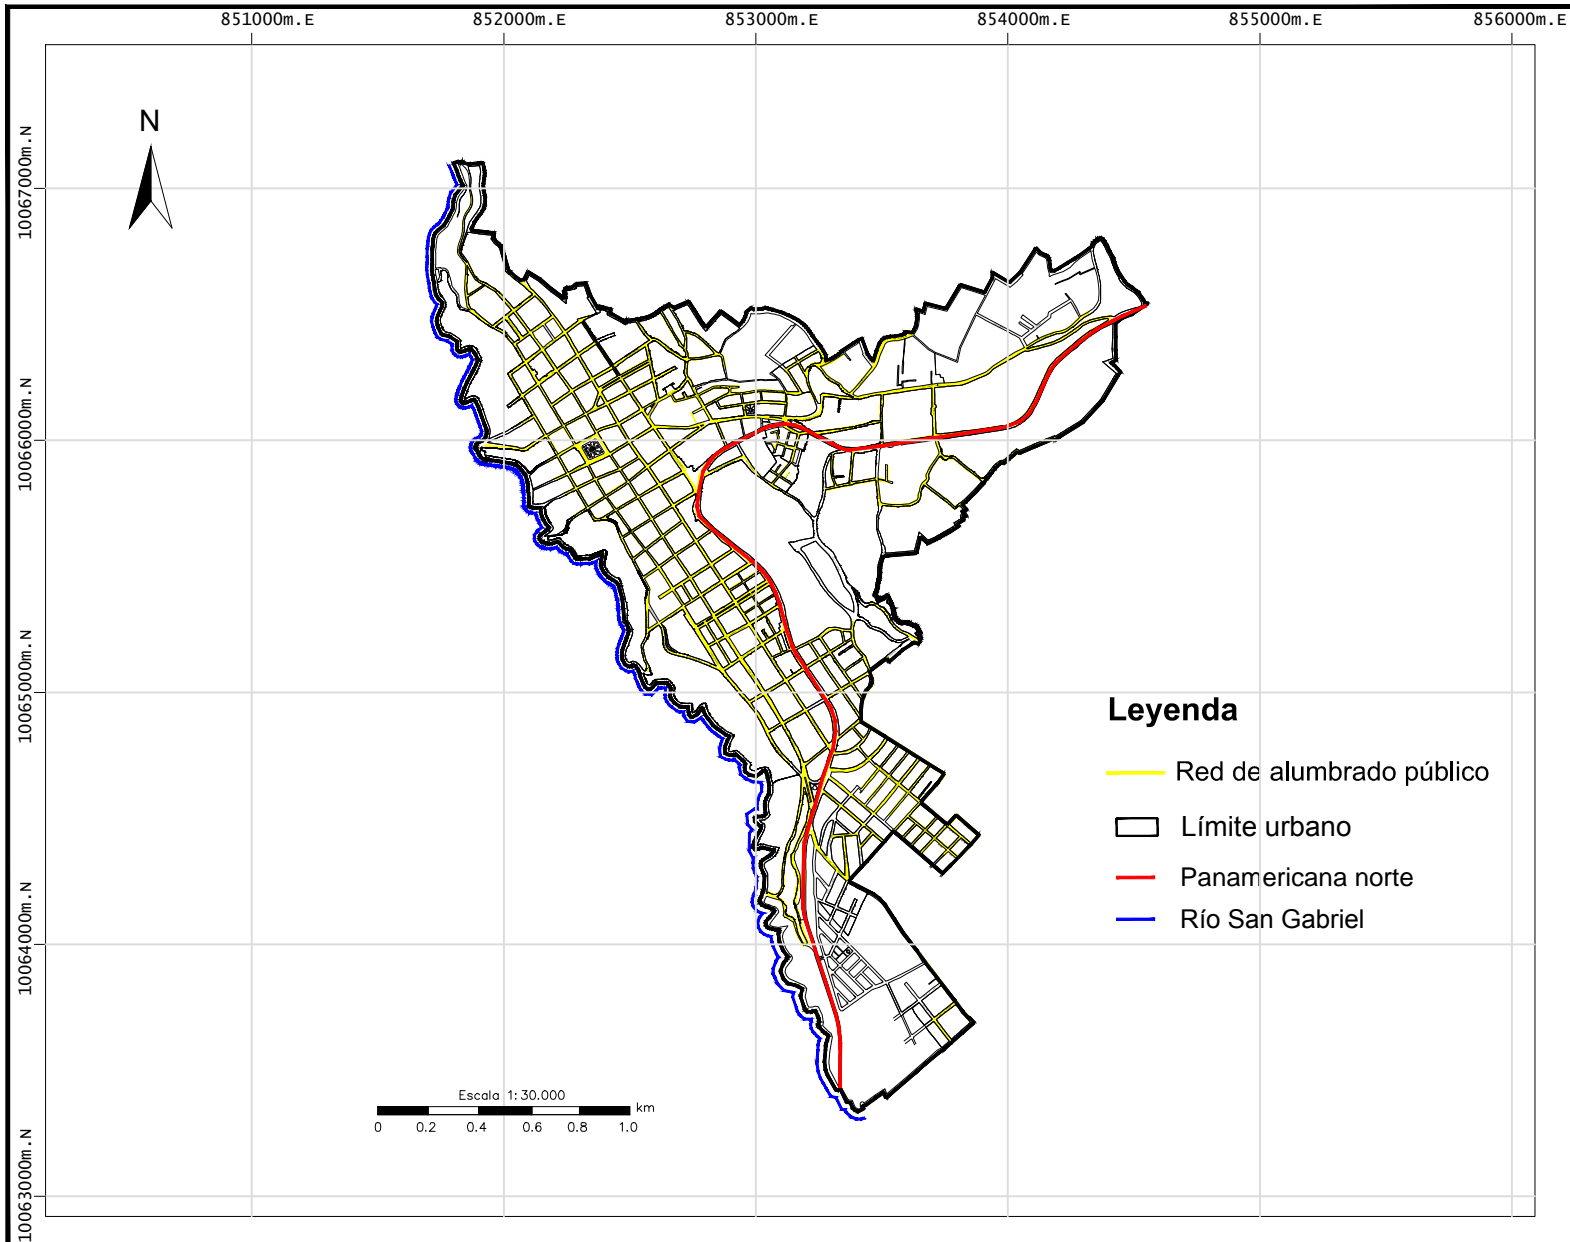 851000m.E 852000m.E 853000m.E 854000m.E 855000m.E 856000m.E
N
10067000m.N
10066000m.N
10065000m.N
10064000m.N
10063000m.N
Leyenda
Red de alumbrado público
Límite urbano
Panamericana norte
Río San Gabriel
Escala 1:30.000
km
0 0.2 0.4 0.6 0.8 1.0